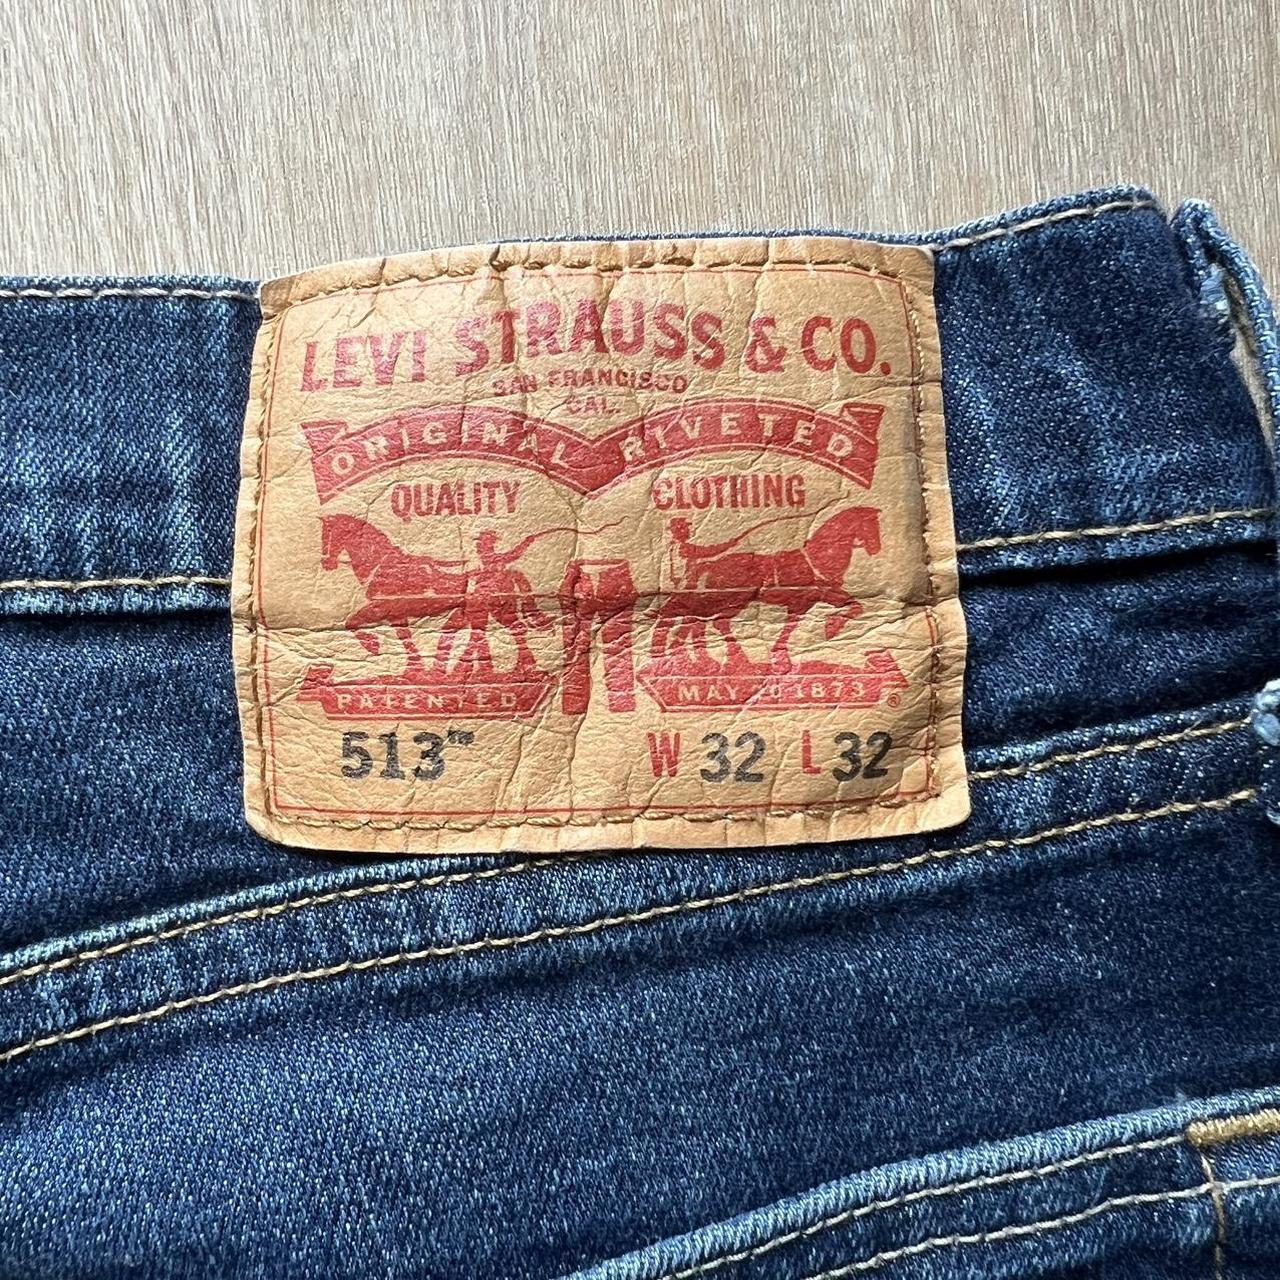 LEVI STRAUSS & CO.
SAN FRANCISCO
CAL.
ORIGINAL RIVETED
QUALITY CLOTHING
PATENTED MAY 20 1873 ®
513™ W 32 L 32